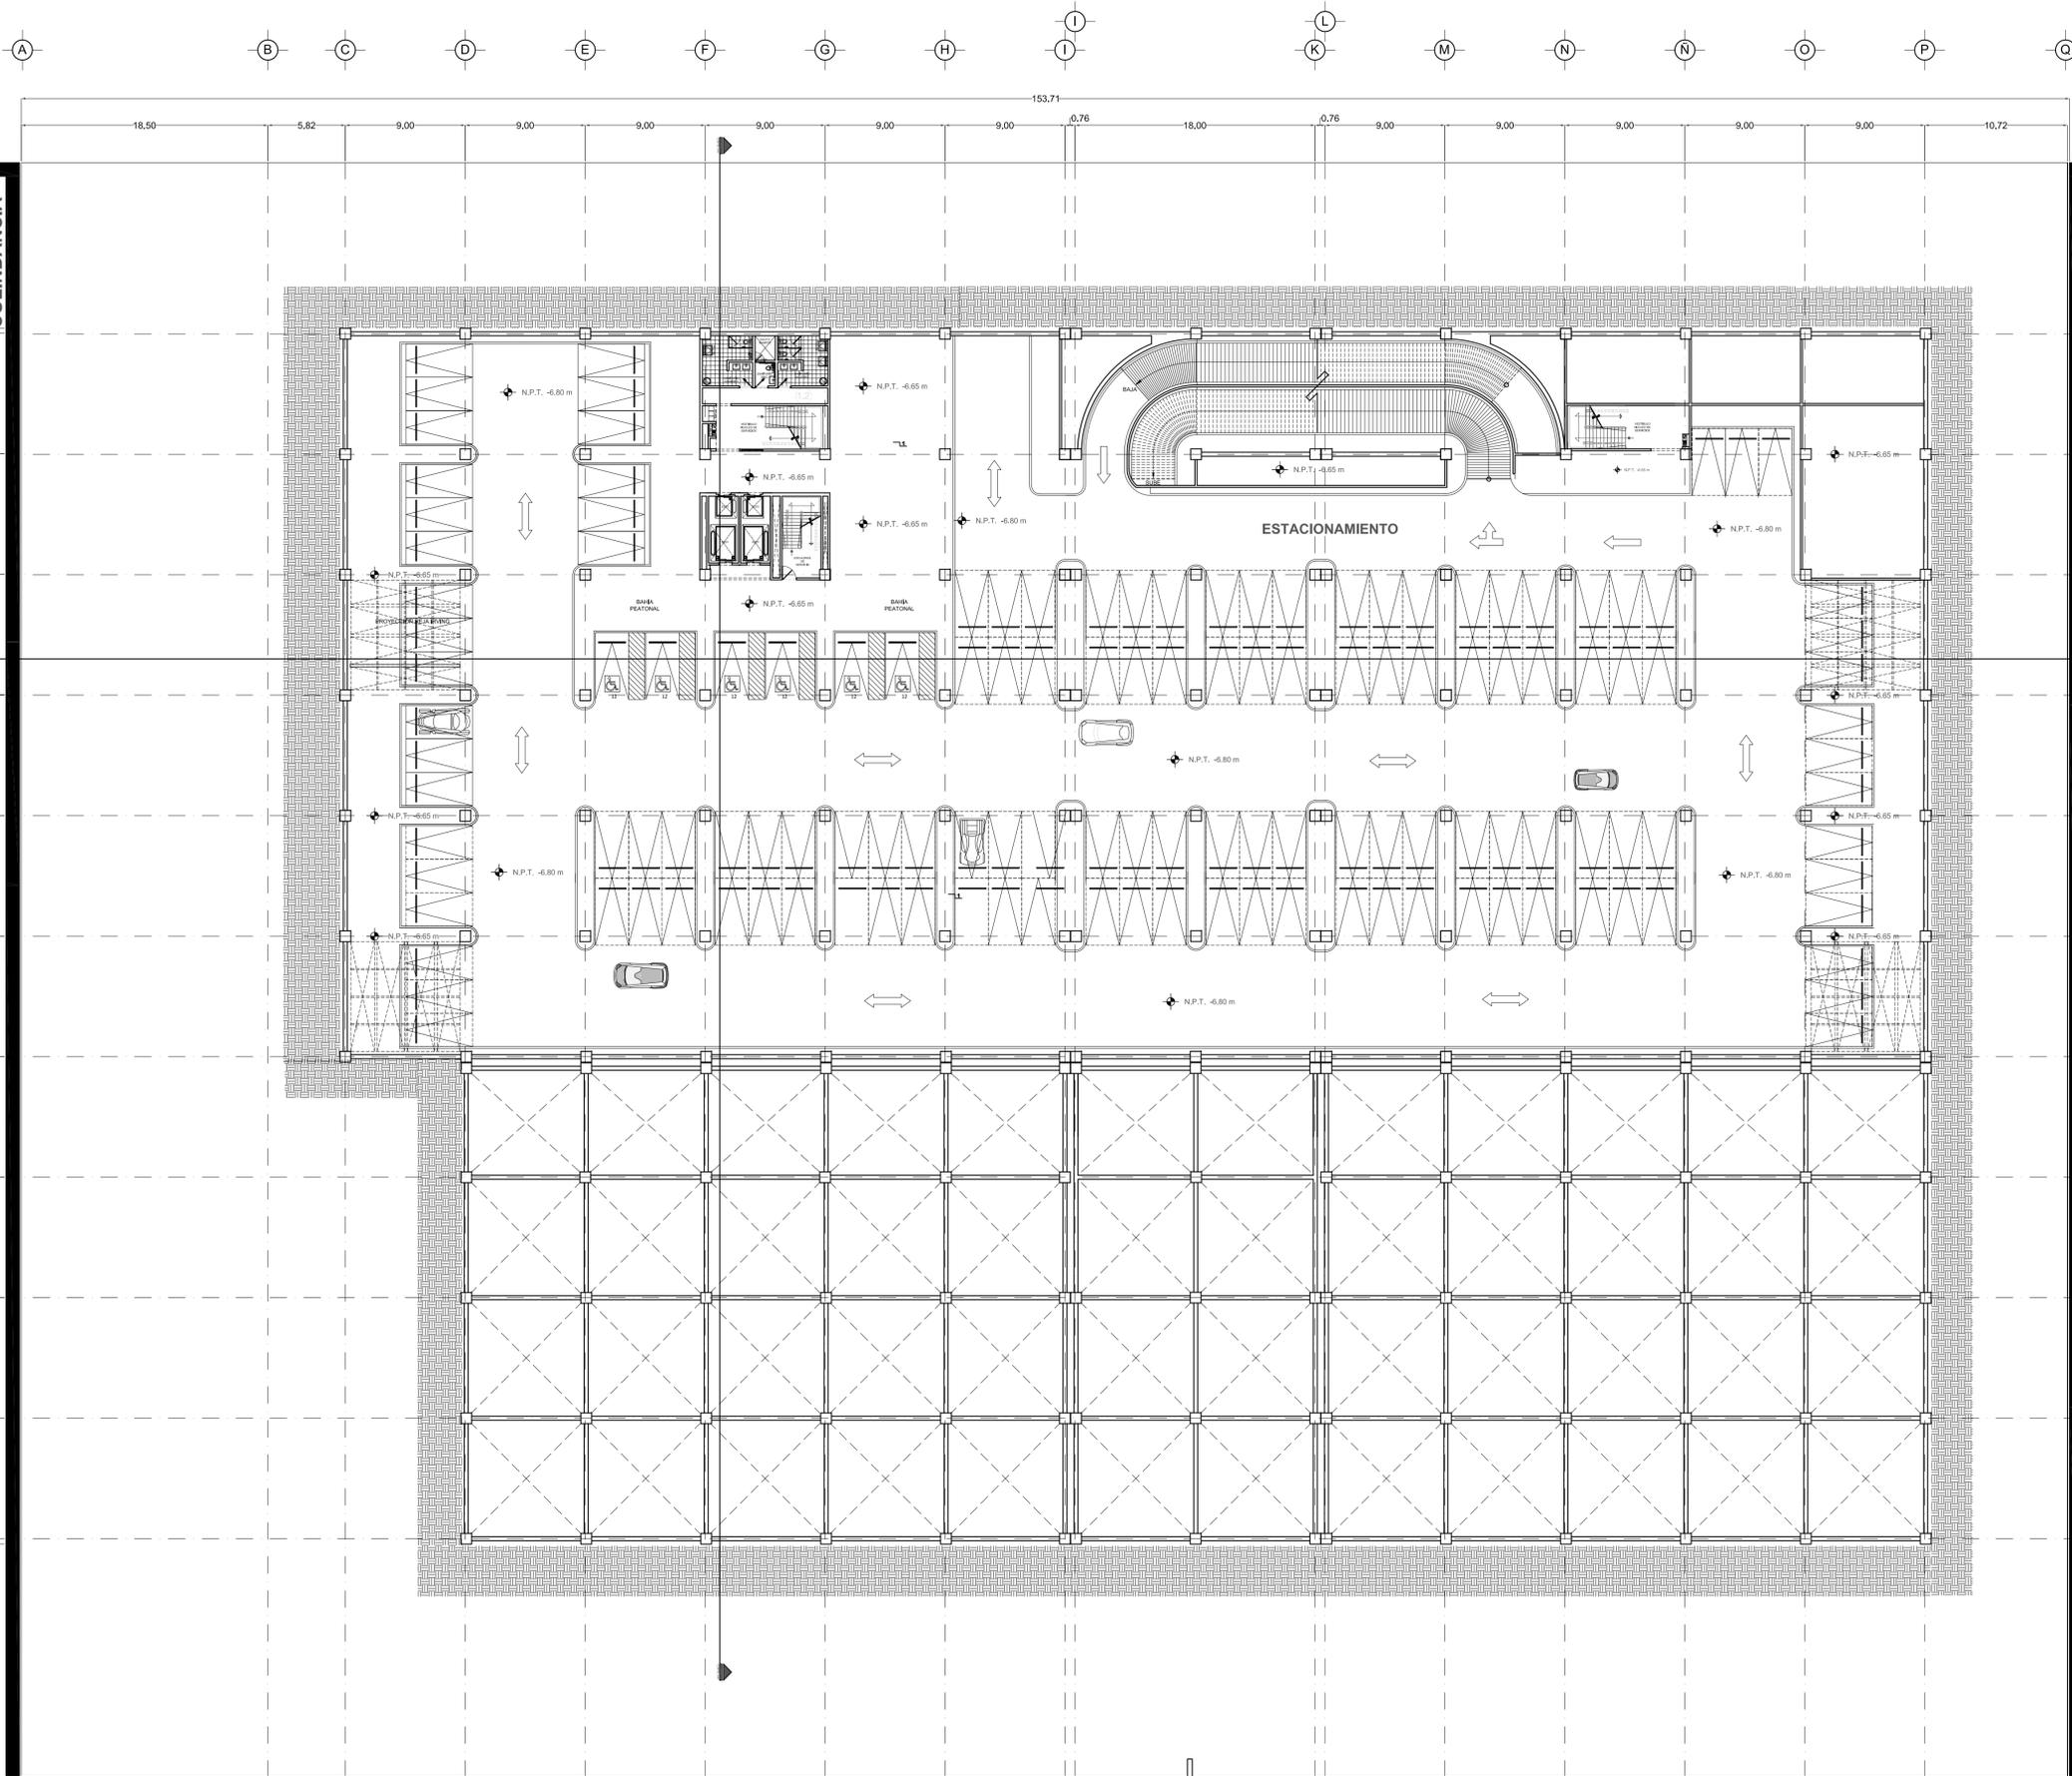 I L
A B C D E F G H I K M N Ñ O P Q
153,71
18,50 5,82 9,00 9,00 9,00 9,00 9,00 9,00 0,76 18,00 0,76 9,00 9,00 9,00 9,00 9,00 10,72
N.P.T. -6.65 m
N.P.T. -6.80 m
BAJA
N.P.T. -6.65 m
N.P.T. -6.65 m
N.P.T. -6.65 m
SUBE
N.P.T. -6.80 m
N.P.T. -6.65 m
ESTACIONAMIENTO
N.P.T. -6.80 m
N.P.T. -6.65 m
N.P.T. -6.65 m
BAHÍA
PEATONAL
BAHÍA
PEATONAL
N.P.T. -6.65 m
N.P.T. -6.80 m
N.P.T. -6.65 m
N.P.T. -6.65 m
N.P.T. -6.80 m
N.P.T. -6.80 m
N.P.T. -6.65 m
N.P.T. -6.65 m
N.P.T. -6.80 m